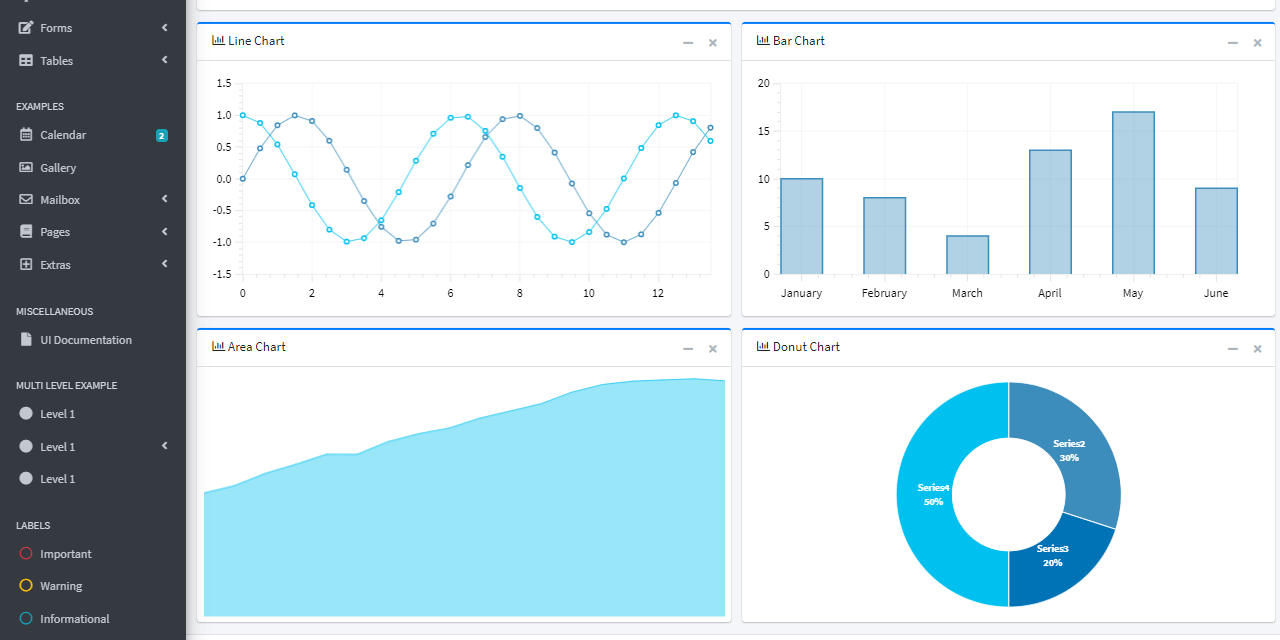 Forms
Tables
EXAMPLES
Calendar 2
Gallery
Mailbox
Pages
Extras
MISCELLANEOUS
UI Documentation
MULTI LEVEL EXAMPLE
Level 1
Level 1
Level 1
LABELS
Important
Warning
Informational
Line Chart
1.5
1.0
0.5
0.0
-0.5
-1.0
-1.5
0 2 4 6 8 10 12
Bar Chart
20
15
10
5
0
January February March April May June
Area Chart
Donut Chart
Series2
30%
Series4
50%
Series3
20%